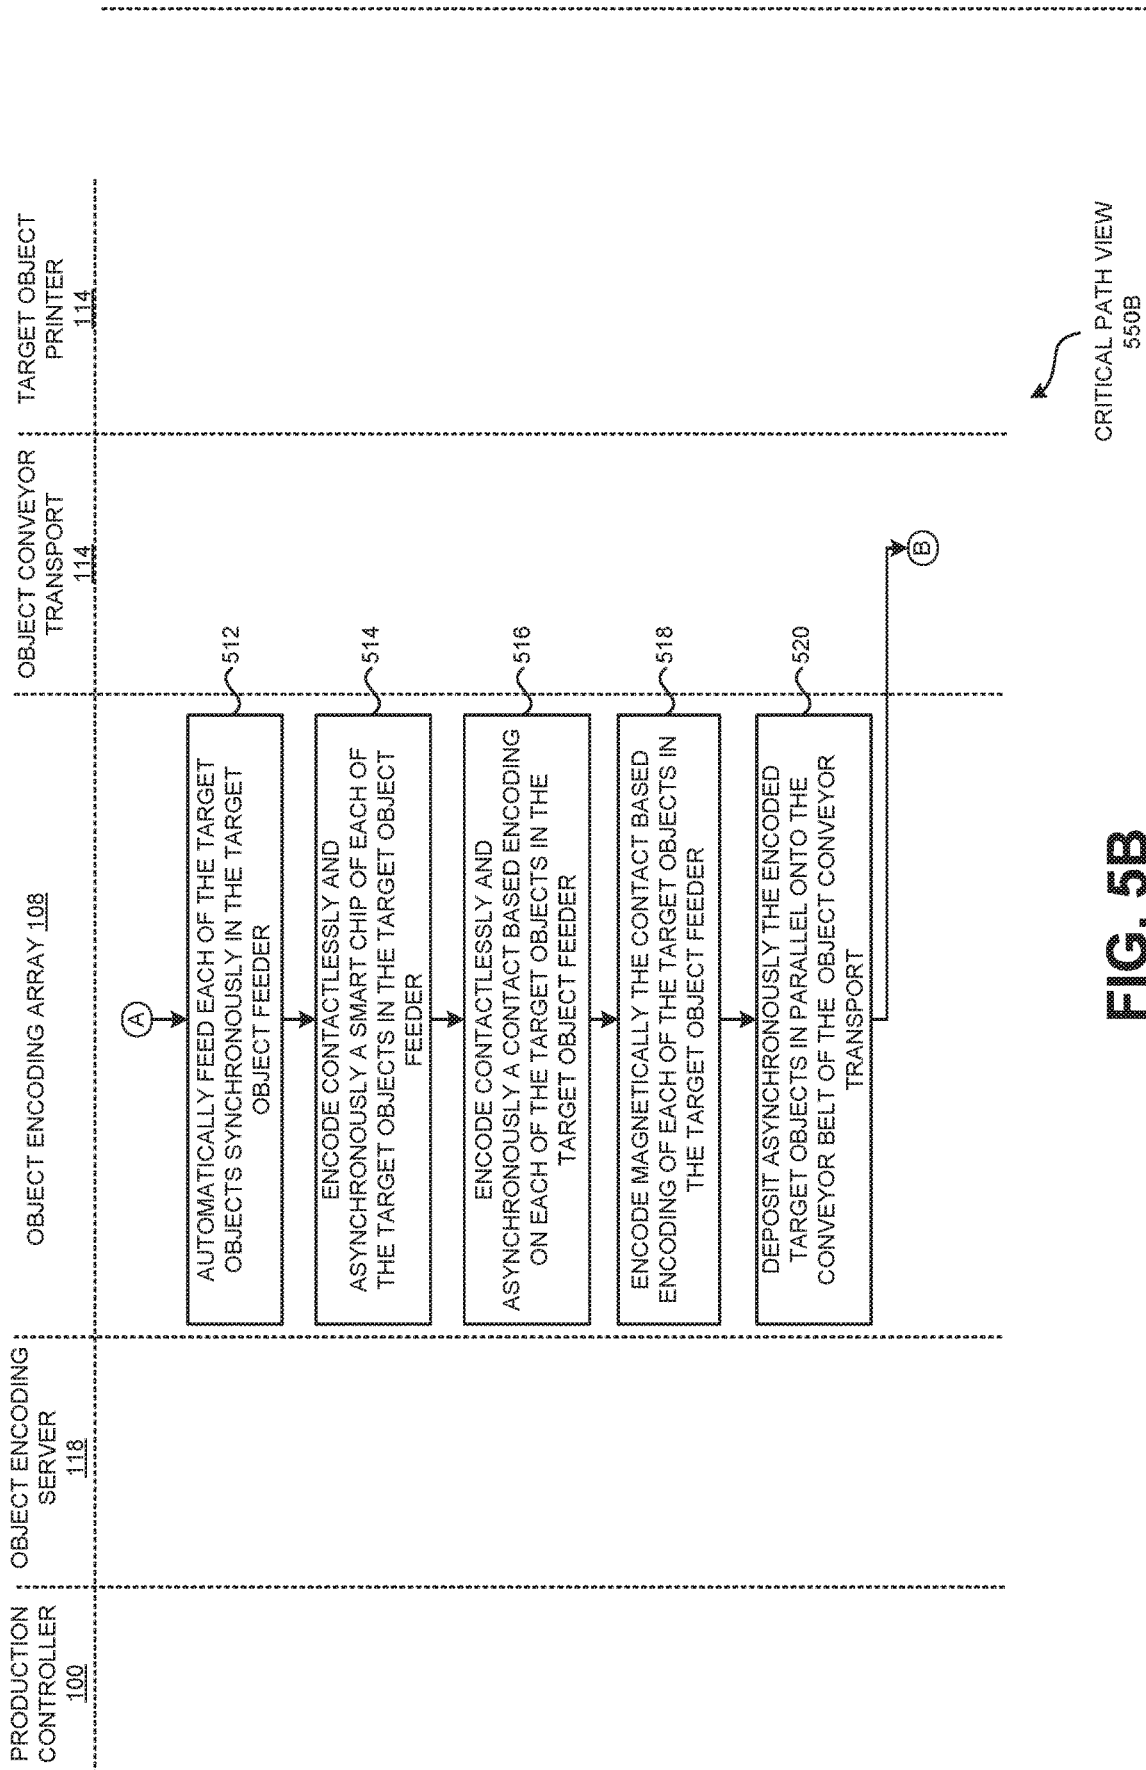 PRODUCTION
CONTROLLER
100
OBJECT ENCODING
SERVER
118
OBJECT ENCODING ARRAY 108
OBJECT CONVEYOR
TRANSPORT
114
TARGET OBJECT
PRINTER
114
A
AUTOMATICALLY FEED EACH OF THE TARGET
OBJECTS SYNCHRONOUSLY IN THE TARGET
OBJECT FEEDER
512
ENCODE CONTACTLESSLY AND
ASYNCHRONOUSLY A SMART CHIP OF EACH OF
THE TARGET OBJECTS IN THE TARGET OBJECT
FEEDER
514
ENCODE CONTACTLESSLY AND
ASYNCHRONOUSLY A CONTACT BASED ENCODING
ON EACH OF THE TARGET OBJECTS IN THE
TARGET OBJECT FEEDER
516
ENCODE MAGNETICALLY THE CONTACT BASED
ENCODING OF EACH OF THE TARGET OBJECTS IN
THE TARGET OBJECT FEEDER
518
DEPOSIT ASYNCHRONOUSLY THE ENCODED
TARGET OBJECTS IN PARALLEL ONTO THE
CONVEYOR BELT OF THE OBJECT CONVEYOR
TRANSPORT
520
B
CRITICAL PATH VIEW
550B
FIG. 5B